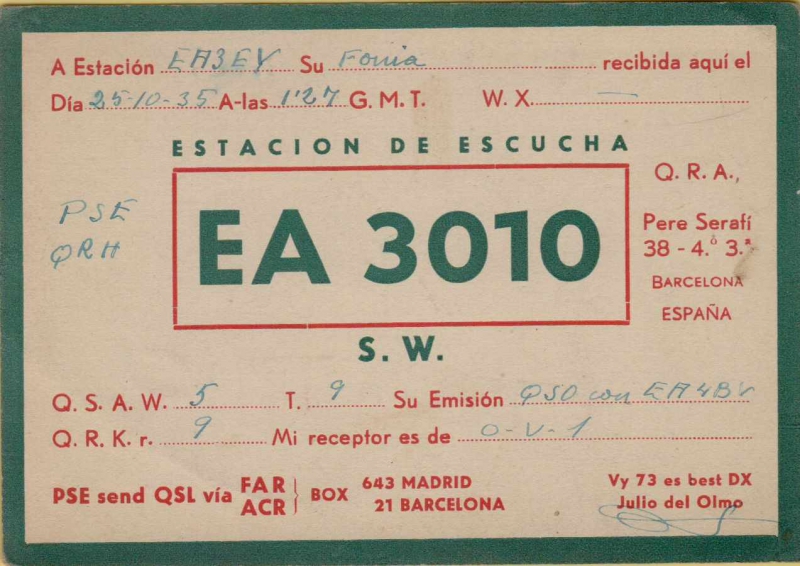 A Estación EA3EY Su Fonia recibida aquí el
Día 25-10-35 A-las 1'27 G. M. T. W. X. —
ESTACION DE ESCUCHA
PSE
QRH
EA 3010
Q. R. A.,
Pere Serafí
38 - 4.º 3.ª
BARCELONA
ESPAÑA
S. W.
Q. S. A. W. 5 T. 9 Su Emisión QSO con EA4BV
Q. R. K. r. 9 Mi receptor es de O-V-1
PSE send QSL vía FAR ACR } BOX 643 MADRID
21 BARCELONA
Vy 73 es best DX
Julio del Olmo